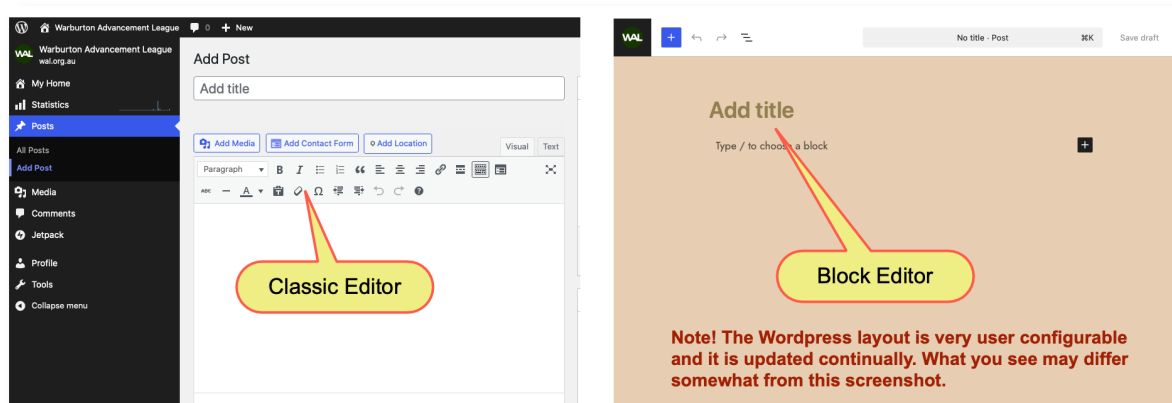 Warburton Advancement League 0 + New
WAL Warburton Advancement League
wal.org.au
My Home
Statistics
Posts
All Posts
Add Post
Media
Comments
Jetpack
Profile
Tools
Collapse menu
Add Post
Add title
Add Media Add Contact Form Add Location Visual Text
Paragraph B I
ABC A Ω
Classic Editor
WAL + No title · Post ⌘K Save draft
Add title
Type / to choose a block +
Block Editor
Note! The Wordpress layout is very user configurable
and it is updated continually. What you see may differ
somewhat from this screenshot.